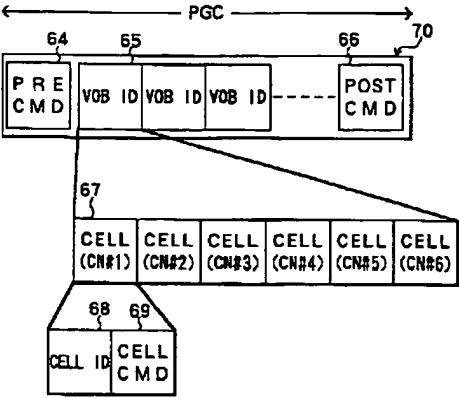 PGC
64 65 66 70
PRE CMD VOB ID VOB ID VOB ID POST CMD
67
CELL (CN#1) CELL (CN#2) CELL (CN#3) CELL (CN#4) CELL (CN#5) CELL (CN#6)
68 69
CELL ID CELL CMD